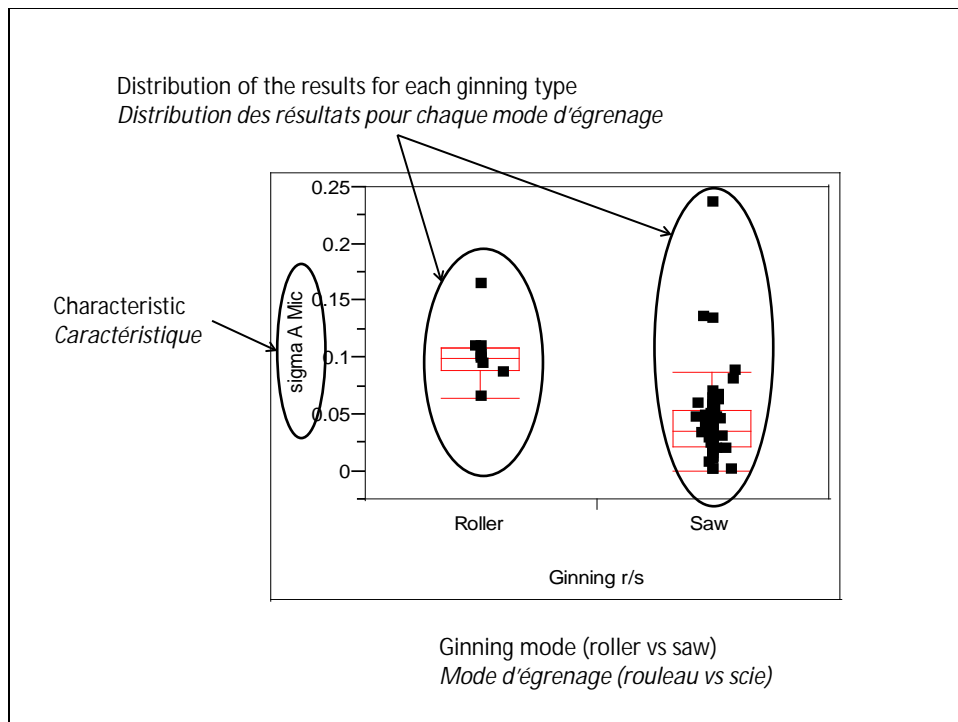 Distribution of the results for each ginning type
Distribution des résultats pour chaque mode d'égrenage
Characteristic
Caractéristique
sigma A Mic
0.25
0.2
0.15
0.1
0.05
0
Roller
Saw
Ginning r/s
Ginning mode (roller vs saw)
Mode d'égrenage (rouleau vs scie)